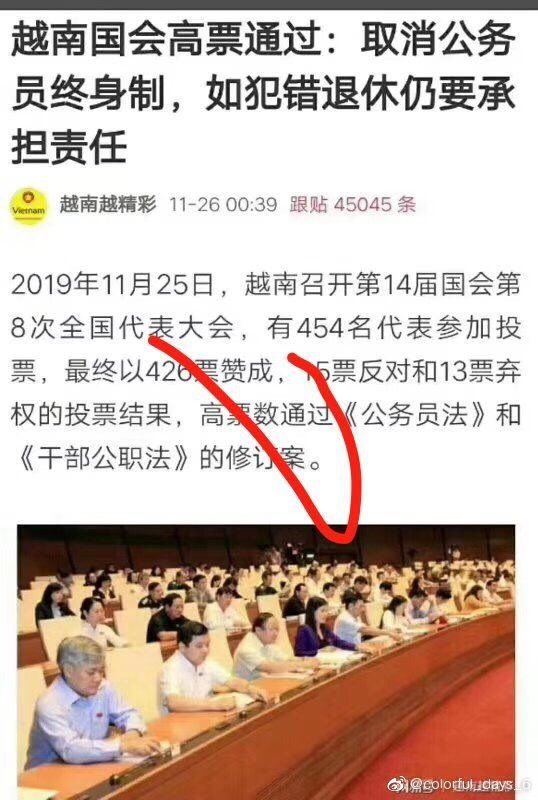 越南国会高票通过：取消公务
员终身制，如犯错退休仍要承
担责任
Vietnam
越南越精彩 11-26 00:39 跟贴 45045 条
2019年11月25日，越南召开第14届国会第
8次全国代表大会，有454名代表参加投
票，最终以426票赞成，15票反对和13票弃
权的投票结果，高票数通过《公务员法》和
《干部公职法》的修订案。
@colorful_days_6